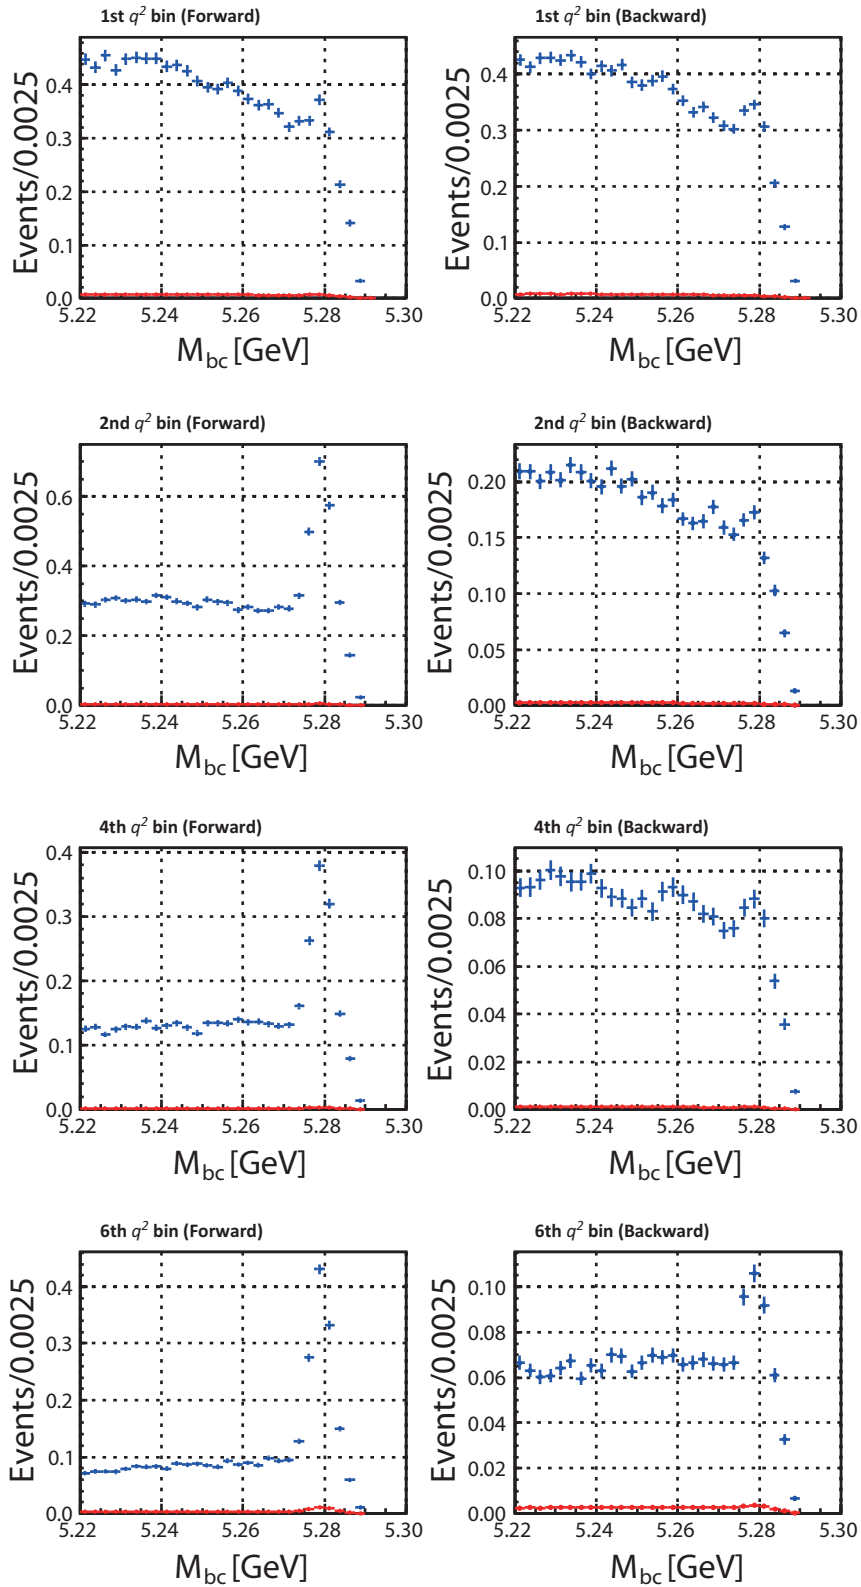 1st q² bin (Forward)
Events/0.0025
0.4
0.3
0.2
0.1
0.0
5.22 5.24 5.26 5.28 5.30
M_bc [GeV]
1st q² bin (Backward)
Events/0.0025
0.4
0.3
0.2
0.1
0.0
5.22 5.24 5.26 5.28 5.30
M_bc [GeV]
2nd q² bin (Forward)
Events/0.0025
0.6
0.4
0.2
0.0
5.22 5.24 5.26 5.28 5.30
M_bc [GeV]
2nd q² bin (Backward)
Events/0.0025
0.20
0.15
0.10
0.05
0.00
5.22 5.24 5.26 5.28 5.30
M_bc [GeV]
4th q² bin (Forward)
Events/0.0025
0.4
0.3
0.2
0.1
0.0
5.22 5.24 5.26 5.28 5.30
M_bc [GeV]
4th q² bin (Backward)
Events/0.0025
0.10
0.08
0.06
0.04
0.02
0.00
5.22 5.24 5.26 5.28 5.30
M_bc [GeV]
6th q² bin (Forward)
Events/0.0025
0.4
0.3
0.2
0.1
0.0
5.22 5.24 5.26 5.28 5.30
M_bc [GeV]
6th q² bin (Backward)
Events/0.0025
0.10
0.08
0.06
0.04
0.02
0.00
5.22 5.24 5.26 5.28 5.30
M_bc [GeV]